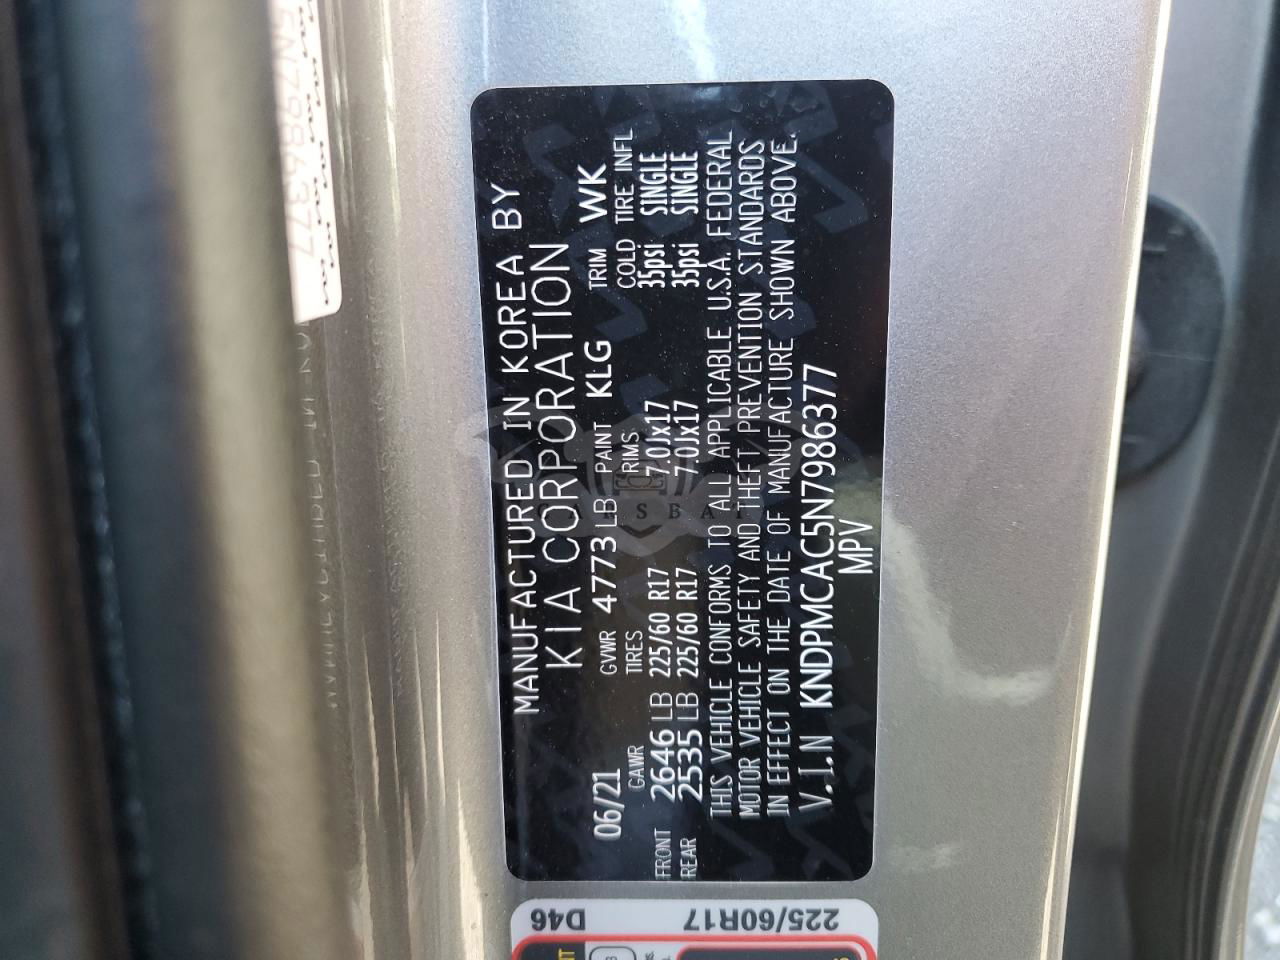 MANUFACTURED IN KOREA BY
KIA CORPORATION
06/21 GVWR 4773 LB PAINT KLG TRIM WK
GAWR TIRES RIMS COLD TIRE INFL
FRONT 2646 LB 225/60 R17 7.0Jx17 35psi SINGLE
REAR 2535 LB 225/60 R17 7.0Jx17 35psi SINGLE
THIS VEHICLE CONFORMS TO ALL APPLICABLE U.S.A. FEDERAL
MOTOR VEHICLE SAFETY AND THEFT PREVENTION STANDARDS
IN EFFECT ON THE DATE OF MANUFACTURE SHOWN ABOVE.
V.I.N KNDPMCAC5N7986377
MPV
D46
225/60R17
5N7986377
CARSBAT